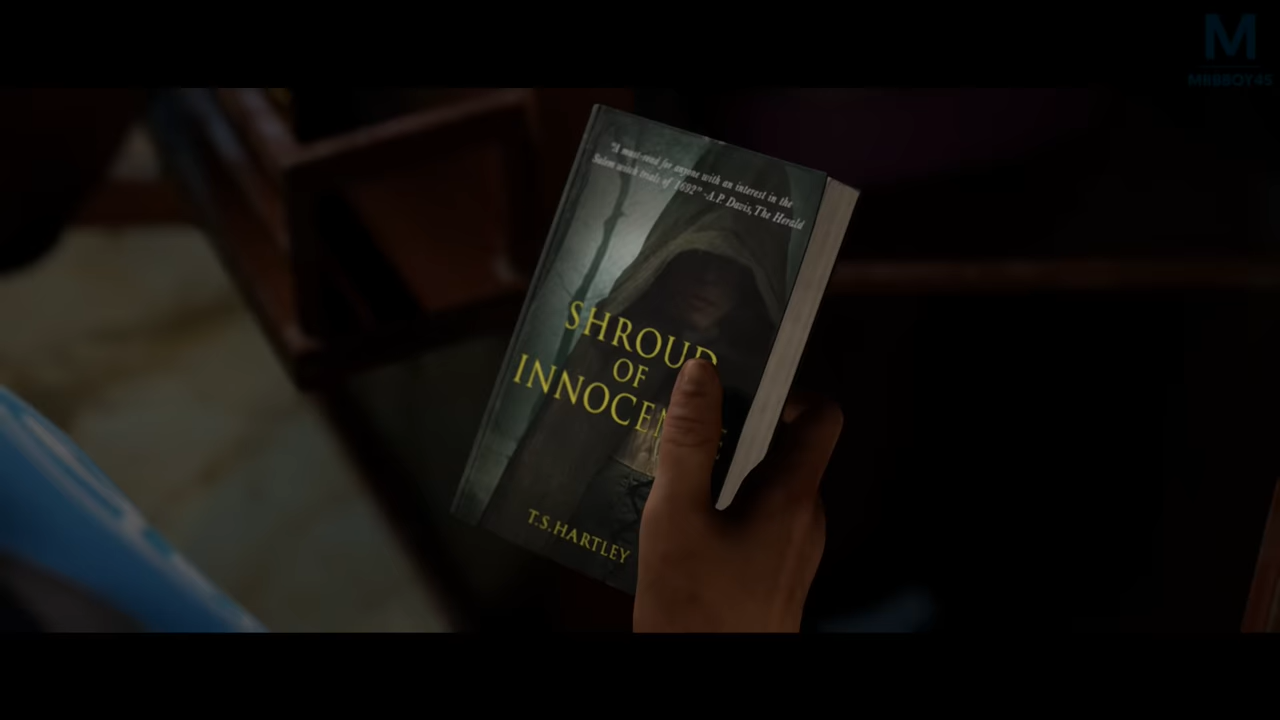 M
MRBBOY45
"A must-read for anyone with an interest in the
Salem witch trials of 1692" -A.P. Davis, The Herald
SHROUD
OF
INNOCEN
T.S.HARTLEY